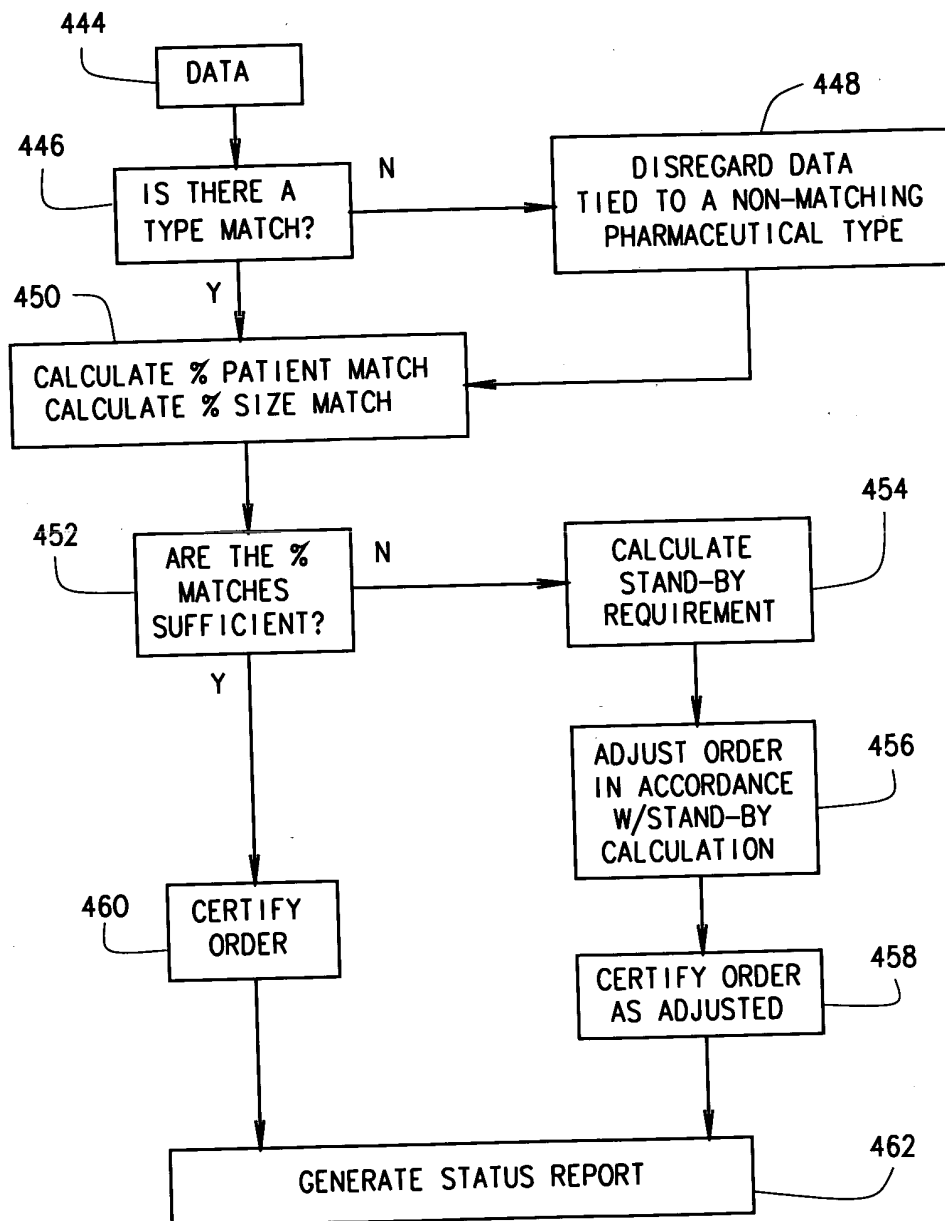 444
DATA
446
IS THERE A
TYPE MATCH?
N
448
DISREGARD DATA
TIED TO A NON-MATCHING
PHARMACEUTICAL TYPE
Y
450
CALCULATE % PATIENT MATCH
CALCULATE % SIZE MATCH
452
ARE THE %
MATCHES
SUFFICIENT?
N
454
CALCULATE
STAND-BY
REQUIREMENT
Y
456
ADJUST ORDER
IN ACCORDANCE
W/STAND-BY
CALCULATION
460
CERTIFY
ORDER
458
CERTIFY ORDER
AS ADJUSTED
462
GENERATE STATUS REPORT